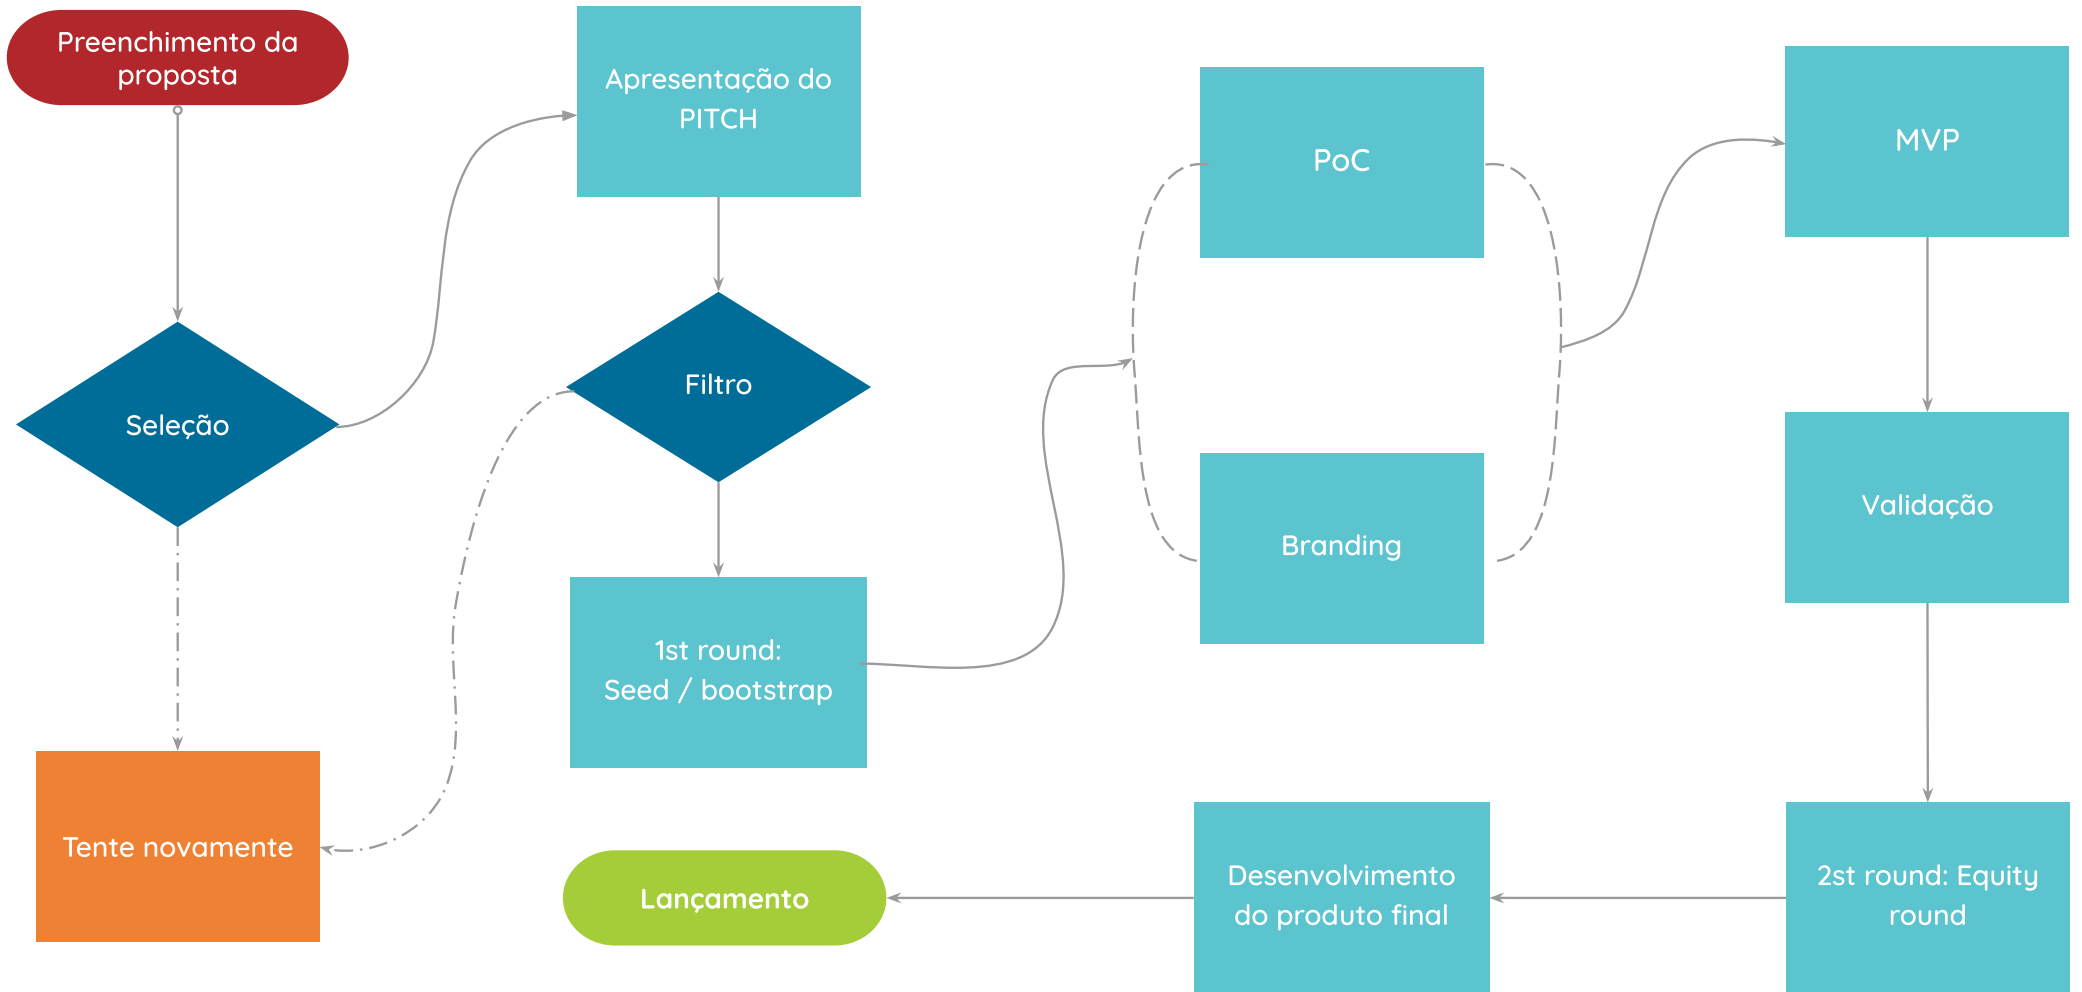 Preenchimento da
proposta
Seleção
Tente novamente
Apresentação do
PITCH
Filtro
1st round:
Seed / bootstrap
PoC
Branding
MVP
Validação
2st round: Equity
round
Desenvolvimento
do produto final
Lançamento